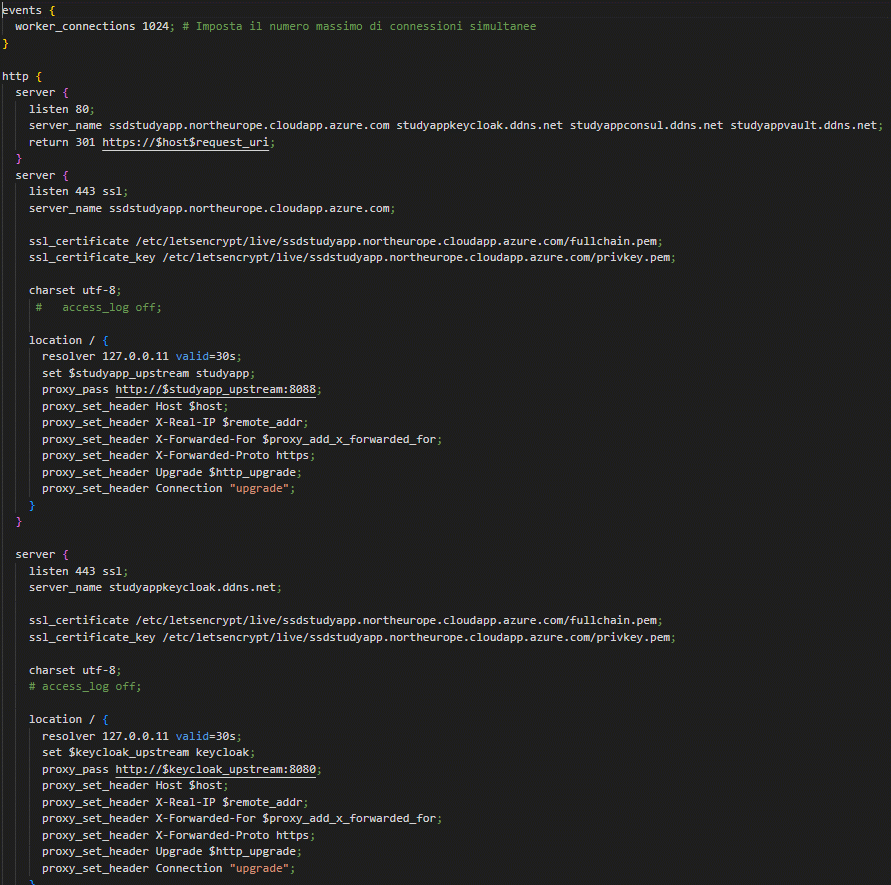 events {
  worker_connections 1024; # Imposta il numero massimo di connessioni simultanee
}

http {
  server {
    listen 80;
    server_name ssdstudyapp.northeurope.cloudapp.azure.com studyappkeycloak.ddns.net studyappconsul.ddns.net studyappvault.ddns.net;
    return 301 https://$host$request_uri;
  }
  server {
    listen 443 ssl;
    server_name ssdstudyapp.northeurope.cloudapp.azure.com;

    ssl_certificate /etc/letsencrypt/live/ssdstudyapp.northeurope.cloudapp.azure.com/fullchain.pem;
    ssl_certificate_key /etc/letsencrypt/live/ssdstudyapp.northeurope.cloudapp.azure.com/privkey.pem;

    charset utf-8;
     #   access_log off;

    location / {
      resolver 127.0.0.11 valid=30s;
      set $studyapp_upstream studyapp;
      proxy_pass http://$studyapp_upstream:8088;
      proxy_set_header Host $host;
      proxy_set_header X-Real-IP $remote_addr;
      proxy_set_header X-Forwarded-For $proxy_add_x_forwarded_for;
      proxy_set_header X-Forwarded-Proto https;
      proxy_set_header Upgrade $http_upgrade;
      proxy_set_header Connection "upgrade";
    }
  }

  server {
    listen 443 ssl;
    server_name studyappkeycloak.ddns.net;

    ssl_certificate /etc/letsencrypt/live/ssdstudyapp.northeurope.cloudapp.azure.com/fullchain.pem;
    ssl_certificate_key /etc/letsencrypt/live/ssdstudyapp.northeurope.cloudapp.azure.com/privkey.pem;

    charset utf-8;
    # access_log off;

    location / {
      resolver 127.0.0.11 valid=30s;
      set $keycloak_upstream keycloak;
      proxy_pass http://$keycloak_upstream:8080;
      proxy_set_header Host $host;
      proxy_set_header X-Real-IP $remote_addr;
      proxy_set_header X-Forwarded-For $proxy_add_x_forwarded_for;
      proxy_set_header X-Forwarded-Proto https;
      proxy_set_header Upgrade $http_upgrade;
      proxy_set_header Connection "upgrade";
    }